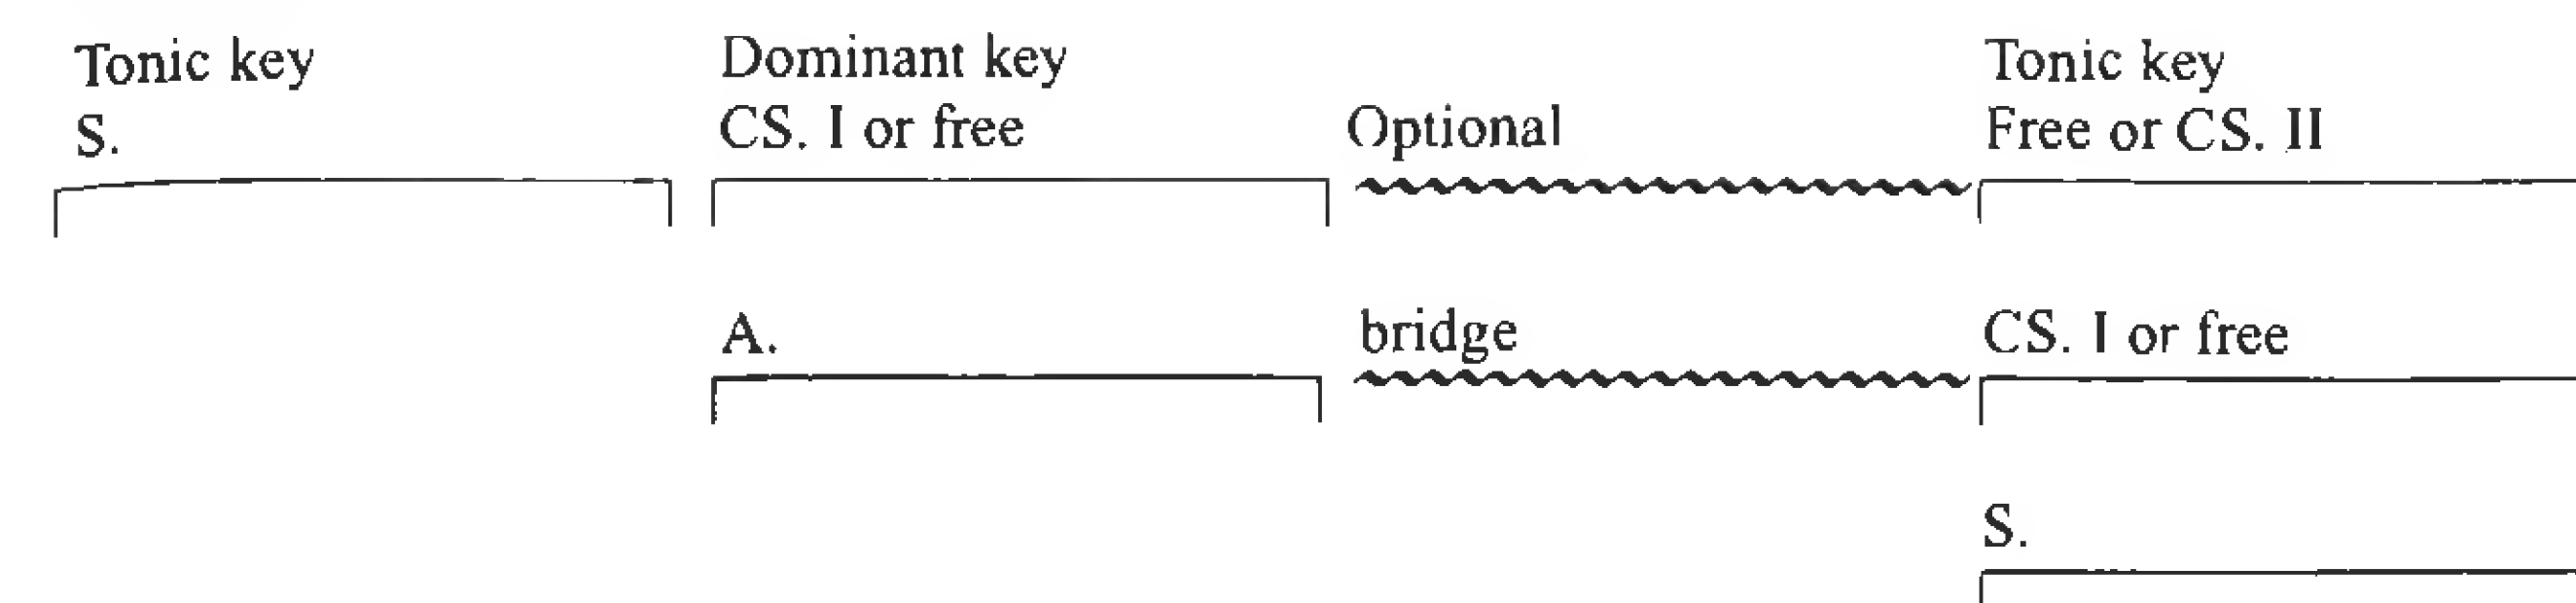 Tonic key
S.
Dominant key
CS. I or free
Optional
Tonic key
Free or CS. II
A.
bridge
CS. I or free
S.